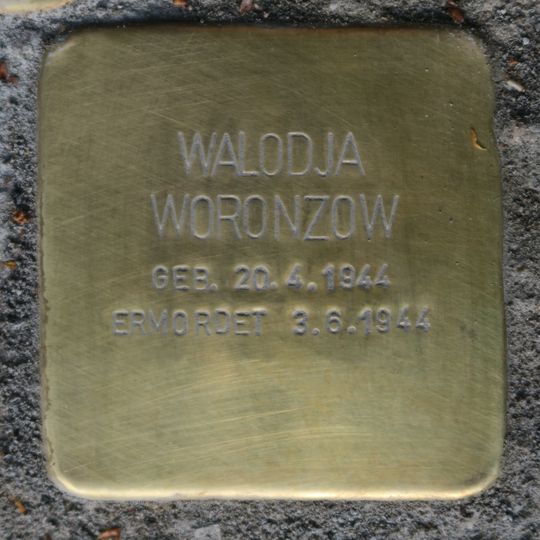 WALODJA
WORONZOW
GEB. 20.4.1944
ERMORDET 3.6.1944